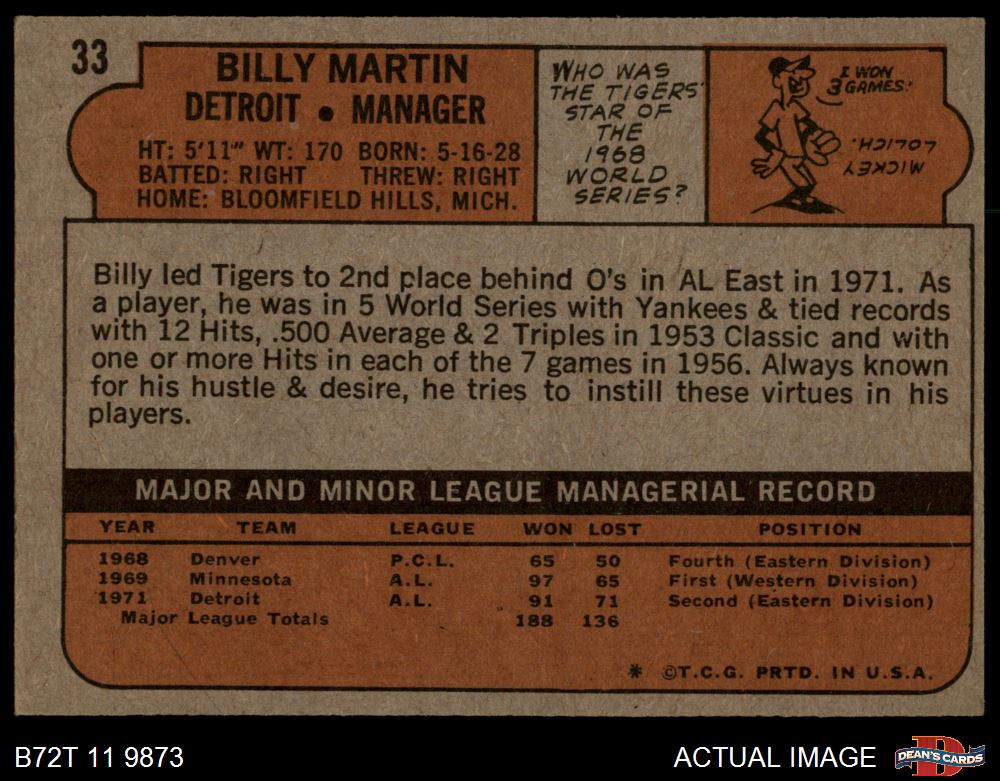 33
BILLY MARTIN
DETROIT • MANAGER
HT: 5'11" WT: 170 BORN: 5-16-28
BATTED: RIGHT THREW: RIGHT
HOME: BLOOMFIELD HILLS, MICH.
WHO WAS
THE TIGERS'
STAR OF
THE
1968
WORLD
SERIES?
I WON
3 GAMES!
MICKEY
LOLICH.
Billy led Tigers to 2nd place behind O's in AL East in 1971. As
a player, he was in 5 World Series with Yankees & tied records
with 12 Hits, .500 Average & 2 Triples in 1953 Classic and with
one or more Hits in each of the 7 games in 1956. Always known
for his hustle & desire, he tries to instill these virtues in his
players.
MAJOR AND MINOR LEAGUE MANAGERIAL RECORD
YEAR TEAM LEAGUE WON LOST POSITION
1968 Denver P.C.L. 65 50 Fourth (Eastern Division)
1969 Minnesota A.L. 97 65 First (Western Division)
1971 Detroit A.L. 91 71 Second (Eastern Division)
Major League Totals 188 136
* ©T.C.G. PRTD. IN U.S.A.
B72T 11 9873
ACTUAL IMAGE
DEAN'S CARDS